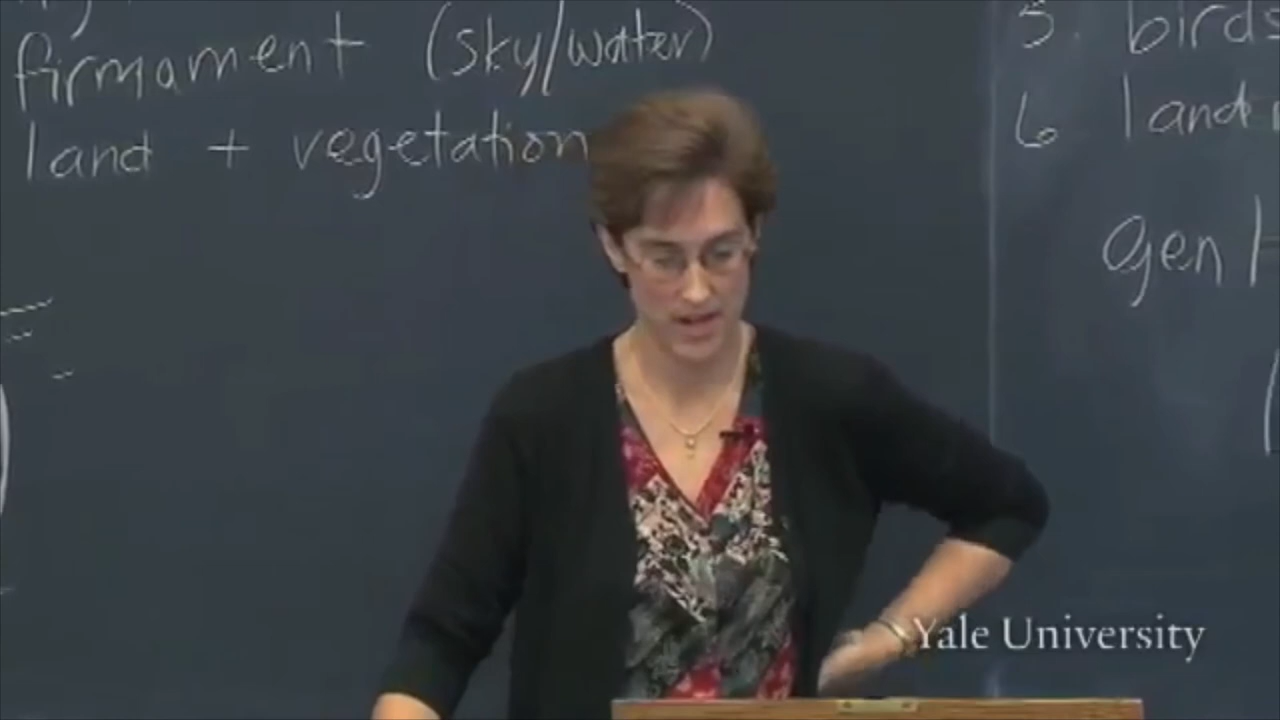 firmament (sky/water)
land + vegetation
5. birds
6 land
gen
Yale University